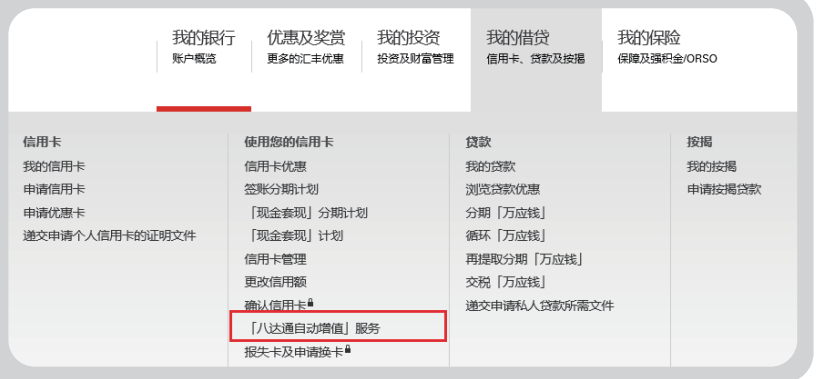 我的银行
账户概览
优惠及奖赏
更多的汇丰优惠
我的投资
投资及财富管理
我的借贷
信用卡、贷款及按揭
我的保险
保障及强积金/ORSO
信用卡
我的信用卡
申请信用卡
申请优惠卡
递交申请个人信用卡的证明文件
使用您的信用卡
信用卡优惠
签账分期计划
「现金套现」分期计划
「现金套现」计划
信用卡管理
更改信用额
确认信用卡
「八达通自动增值」服务
报失卡及申请换卡
贷款
我的贷款
浏览贷款优惠
分期「万应钱」
循环「万应钱」
再提取分期「万应钱」
交税「万应钱」
递交申请私人贷款所需文件
按揭
我的按揭
申请按揭贷款